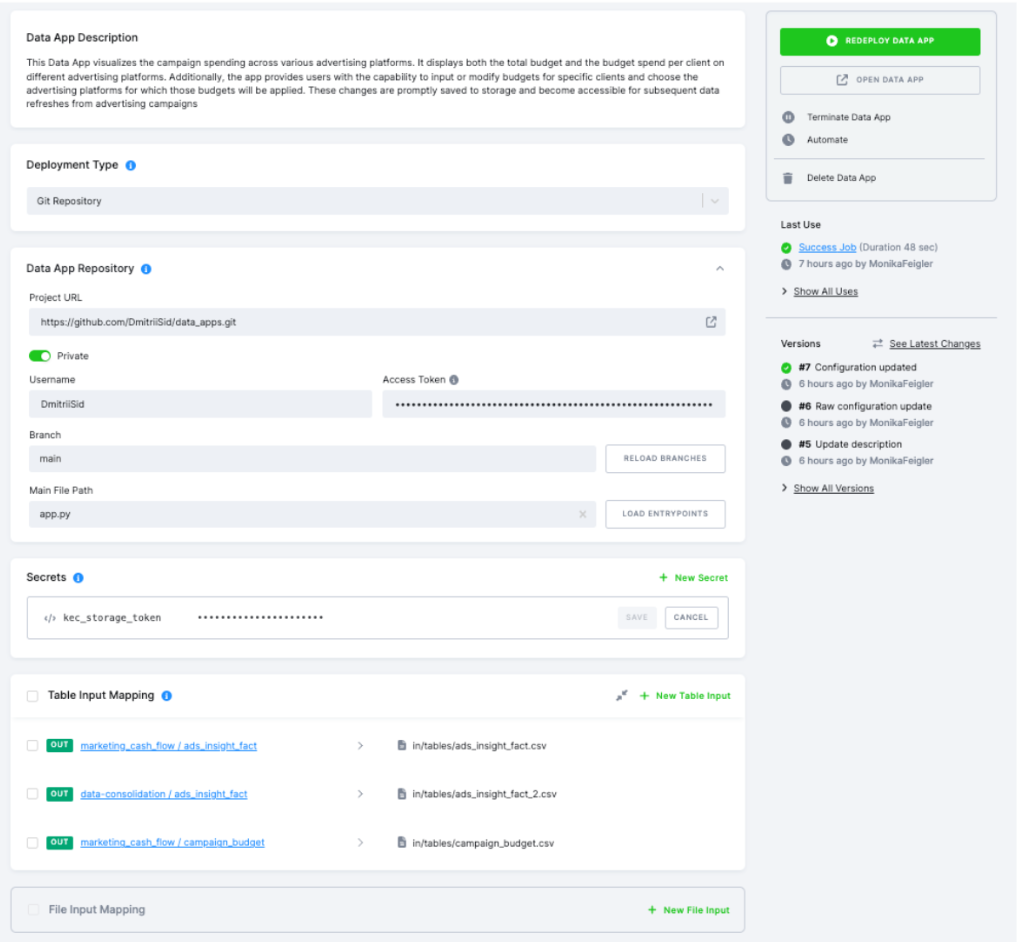 Data App Description
This Data App visualizes the campaign spending across various advertising platforms. It displays both the total budget and the budget spend per client on
different advertising platforms. Additionally, the app provides users with the capability to input or modify budgets for specific clients and choose the
advertising platforms for which those budgets will be applied. These changes are promptly saved to storage and become accessible for subsequent data
refreshes from advertising campaigns
Deployment Type
Git Repository
Data App Repository
Project URL
https://github.com/DmitriiSid/data_apps.git
Private
Username
Access Token
DmitriiSid
••••••••••••••••••••••••••••••••••••••••••••••••••••••••••••
Branch
main
RELOAD BRANCHES
Main File Path
app.py
LOAD ENTRYPOINTS
Secrets
+ New Secret
</> kec_storage_token
••••••••••••••••••••••
SAVE
CANCEL
Table Input Mapping
+ New Table Input
OUT marketing_cash_flow / ads_insight_fact > in/tables/ads_insight_fact.csv
OUT data-consolidation / ads_insight_fact > in/tables/ads_insight_fact_2.csv
OUT marketing_cash_flow / campaign_budget > in/tables/campaign_budget.csv
File Input Mapping
+ New File Input
REDEPLOY DATA APP
OPEN DATA APP
Terminate Data App
Automate
Delete Data App
Last Use
Success Job (Duration 48 sec)
7 hours ago by MonikaFeigler
> Show All Uses
Versions
See Latest Changes
#7 Configuration updated
6 hours ago by MonikaFeigler
#6 Raw configuration update
6 hours ago by MonikaFeigler
#5 Update description
6 hours ago by MonikaFeigler
> Show All Versions